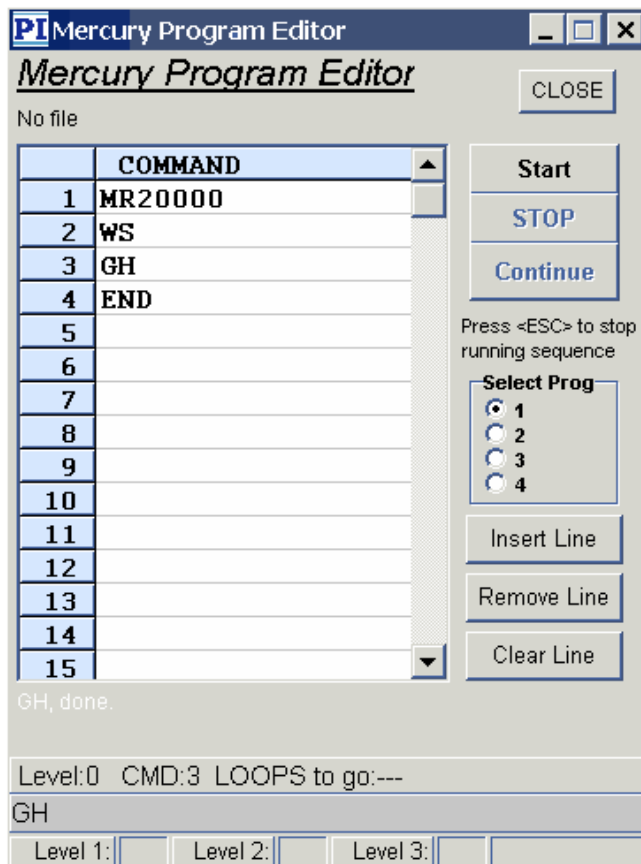 PI Mercury Program Editor
Mercury Program Editor
CLOSE
No file
COMMAND
1 MR20000
2 WS
3 GH
4 END
5
6
7
8
9
10
11
12
13
14
15
Start
STOP
Continue
Press <ESC> to stop
running sequence
Select Prog
1
2
3
4
Insert Line
Remove Line
Clear Line
GH, done.
Level:0 CMD:3 LOOPS to go:---
GH
Level 1: Level 2: Level 3: